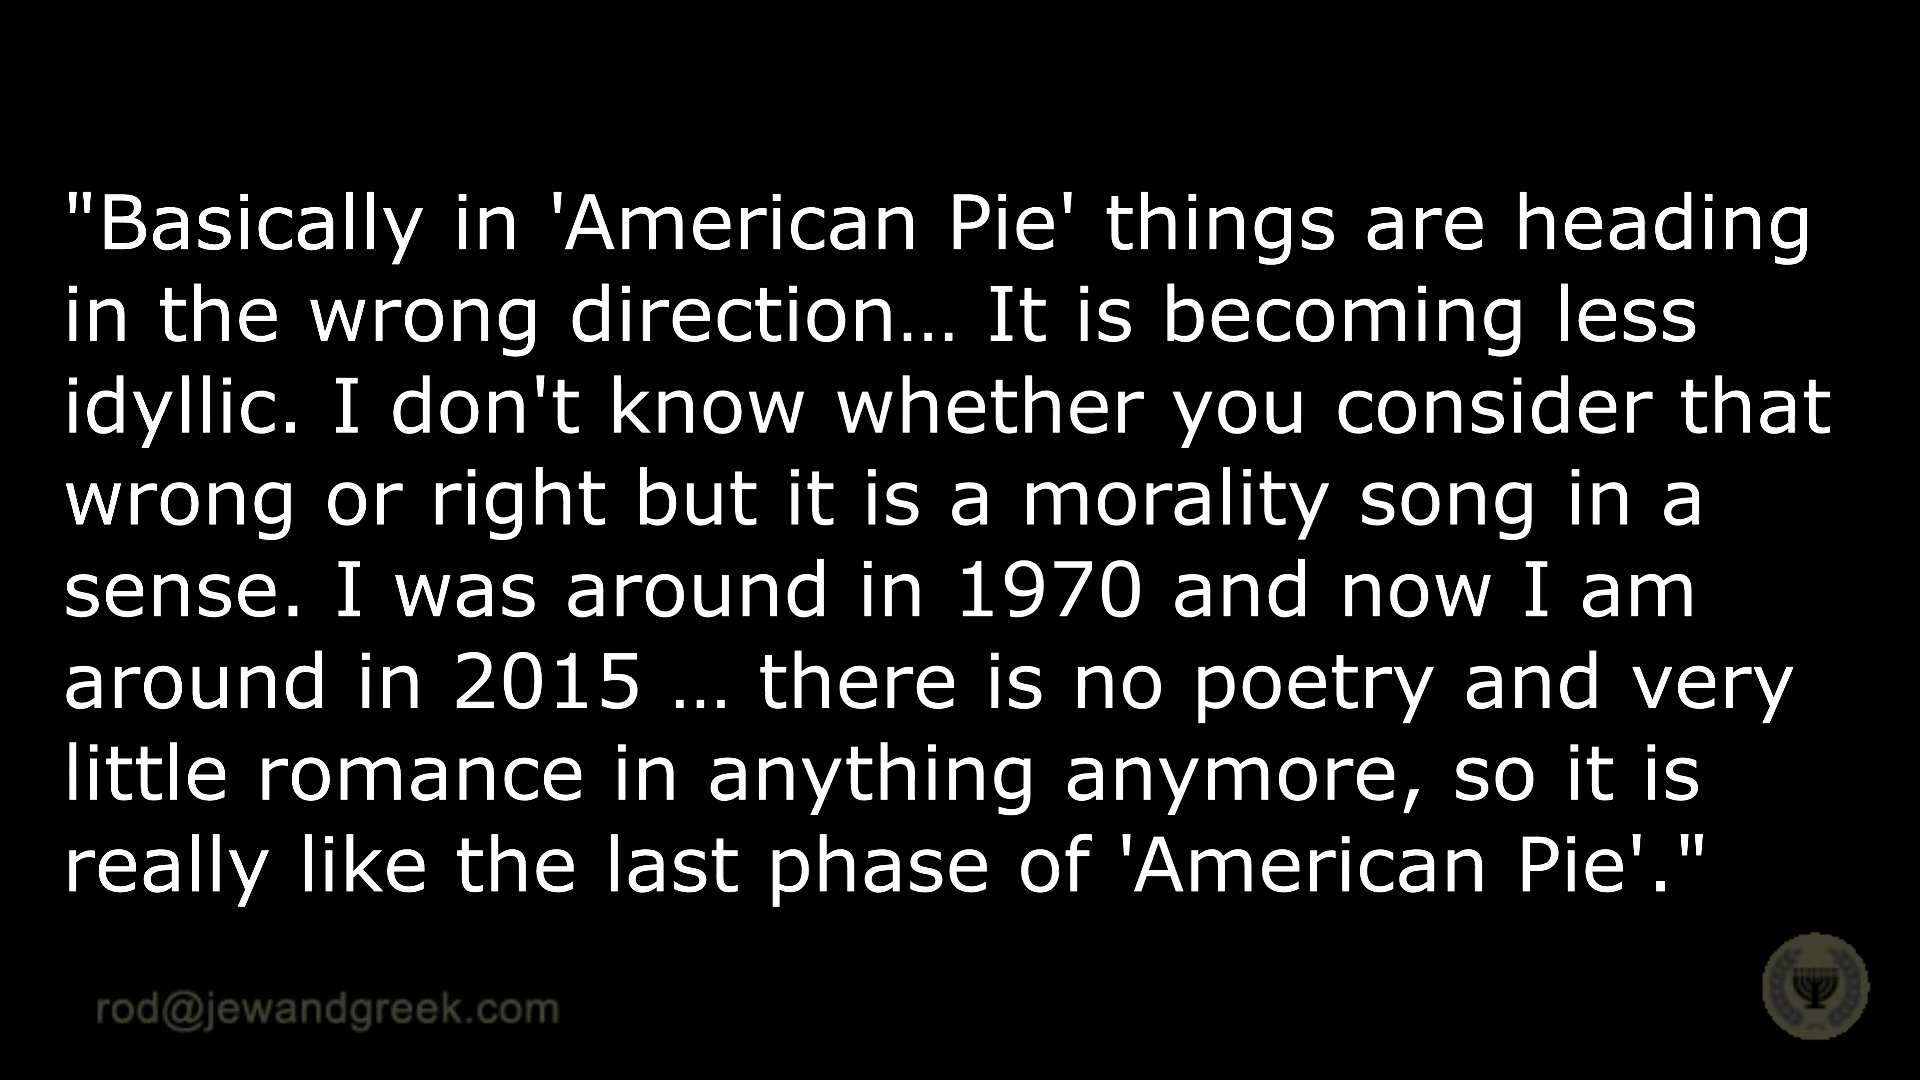 "Basically in 'American Pie' things are heading
in the wrong direction… It is becoming less
idyllic. I don't know whether you consider that
wrong or right but it is a morality song in a
sense. I was around in 1970 and now I am
around in 2015 … there is no poetry and very
little romance in anything anymore, so it is
really like the last phase of 'American Pie'."
rod@jewandgreek.com